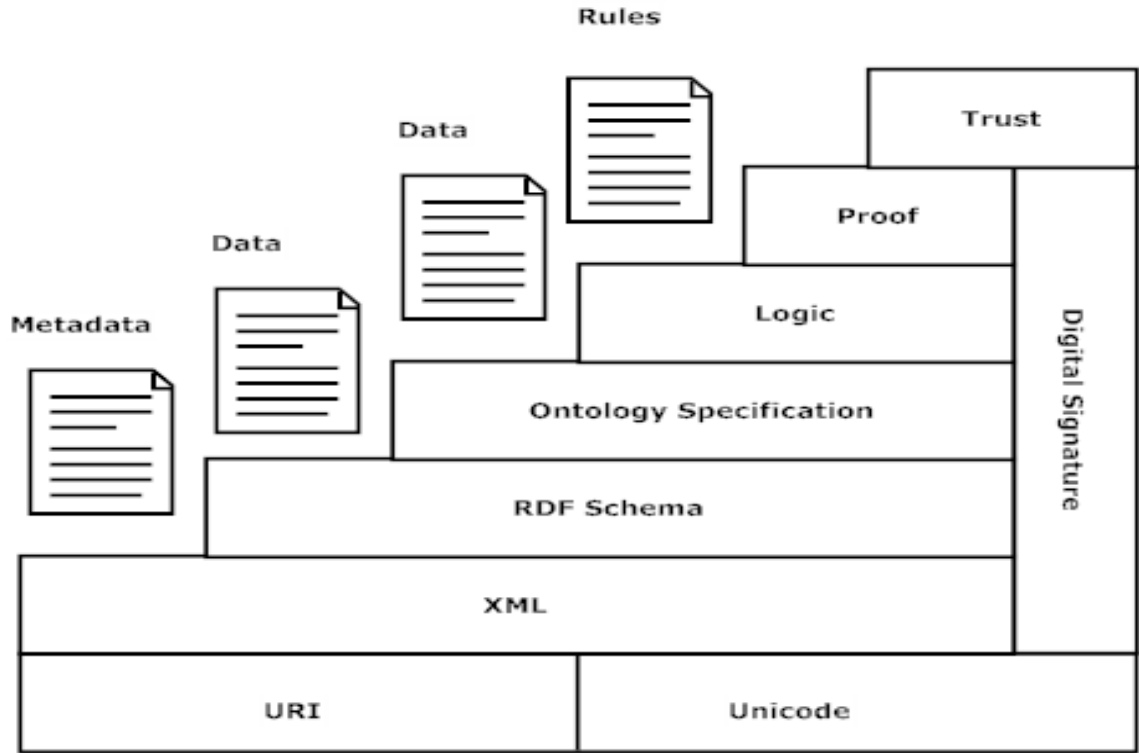 Rules
Trust
Data
Proof
Data
Logic
Metadata
Digital Signature
Ontology Specification
RDF Schema
XML
URI
Unicode